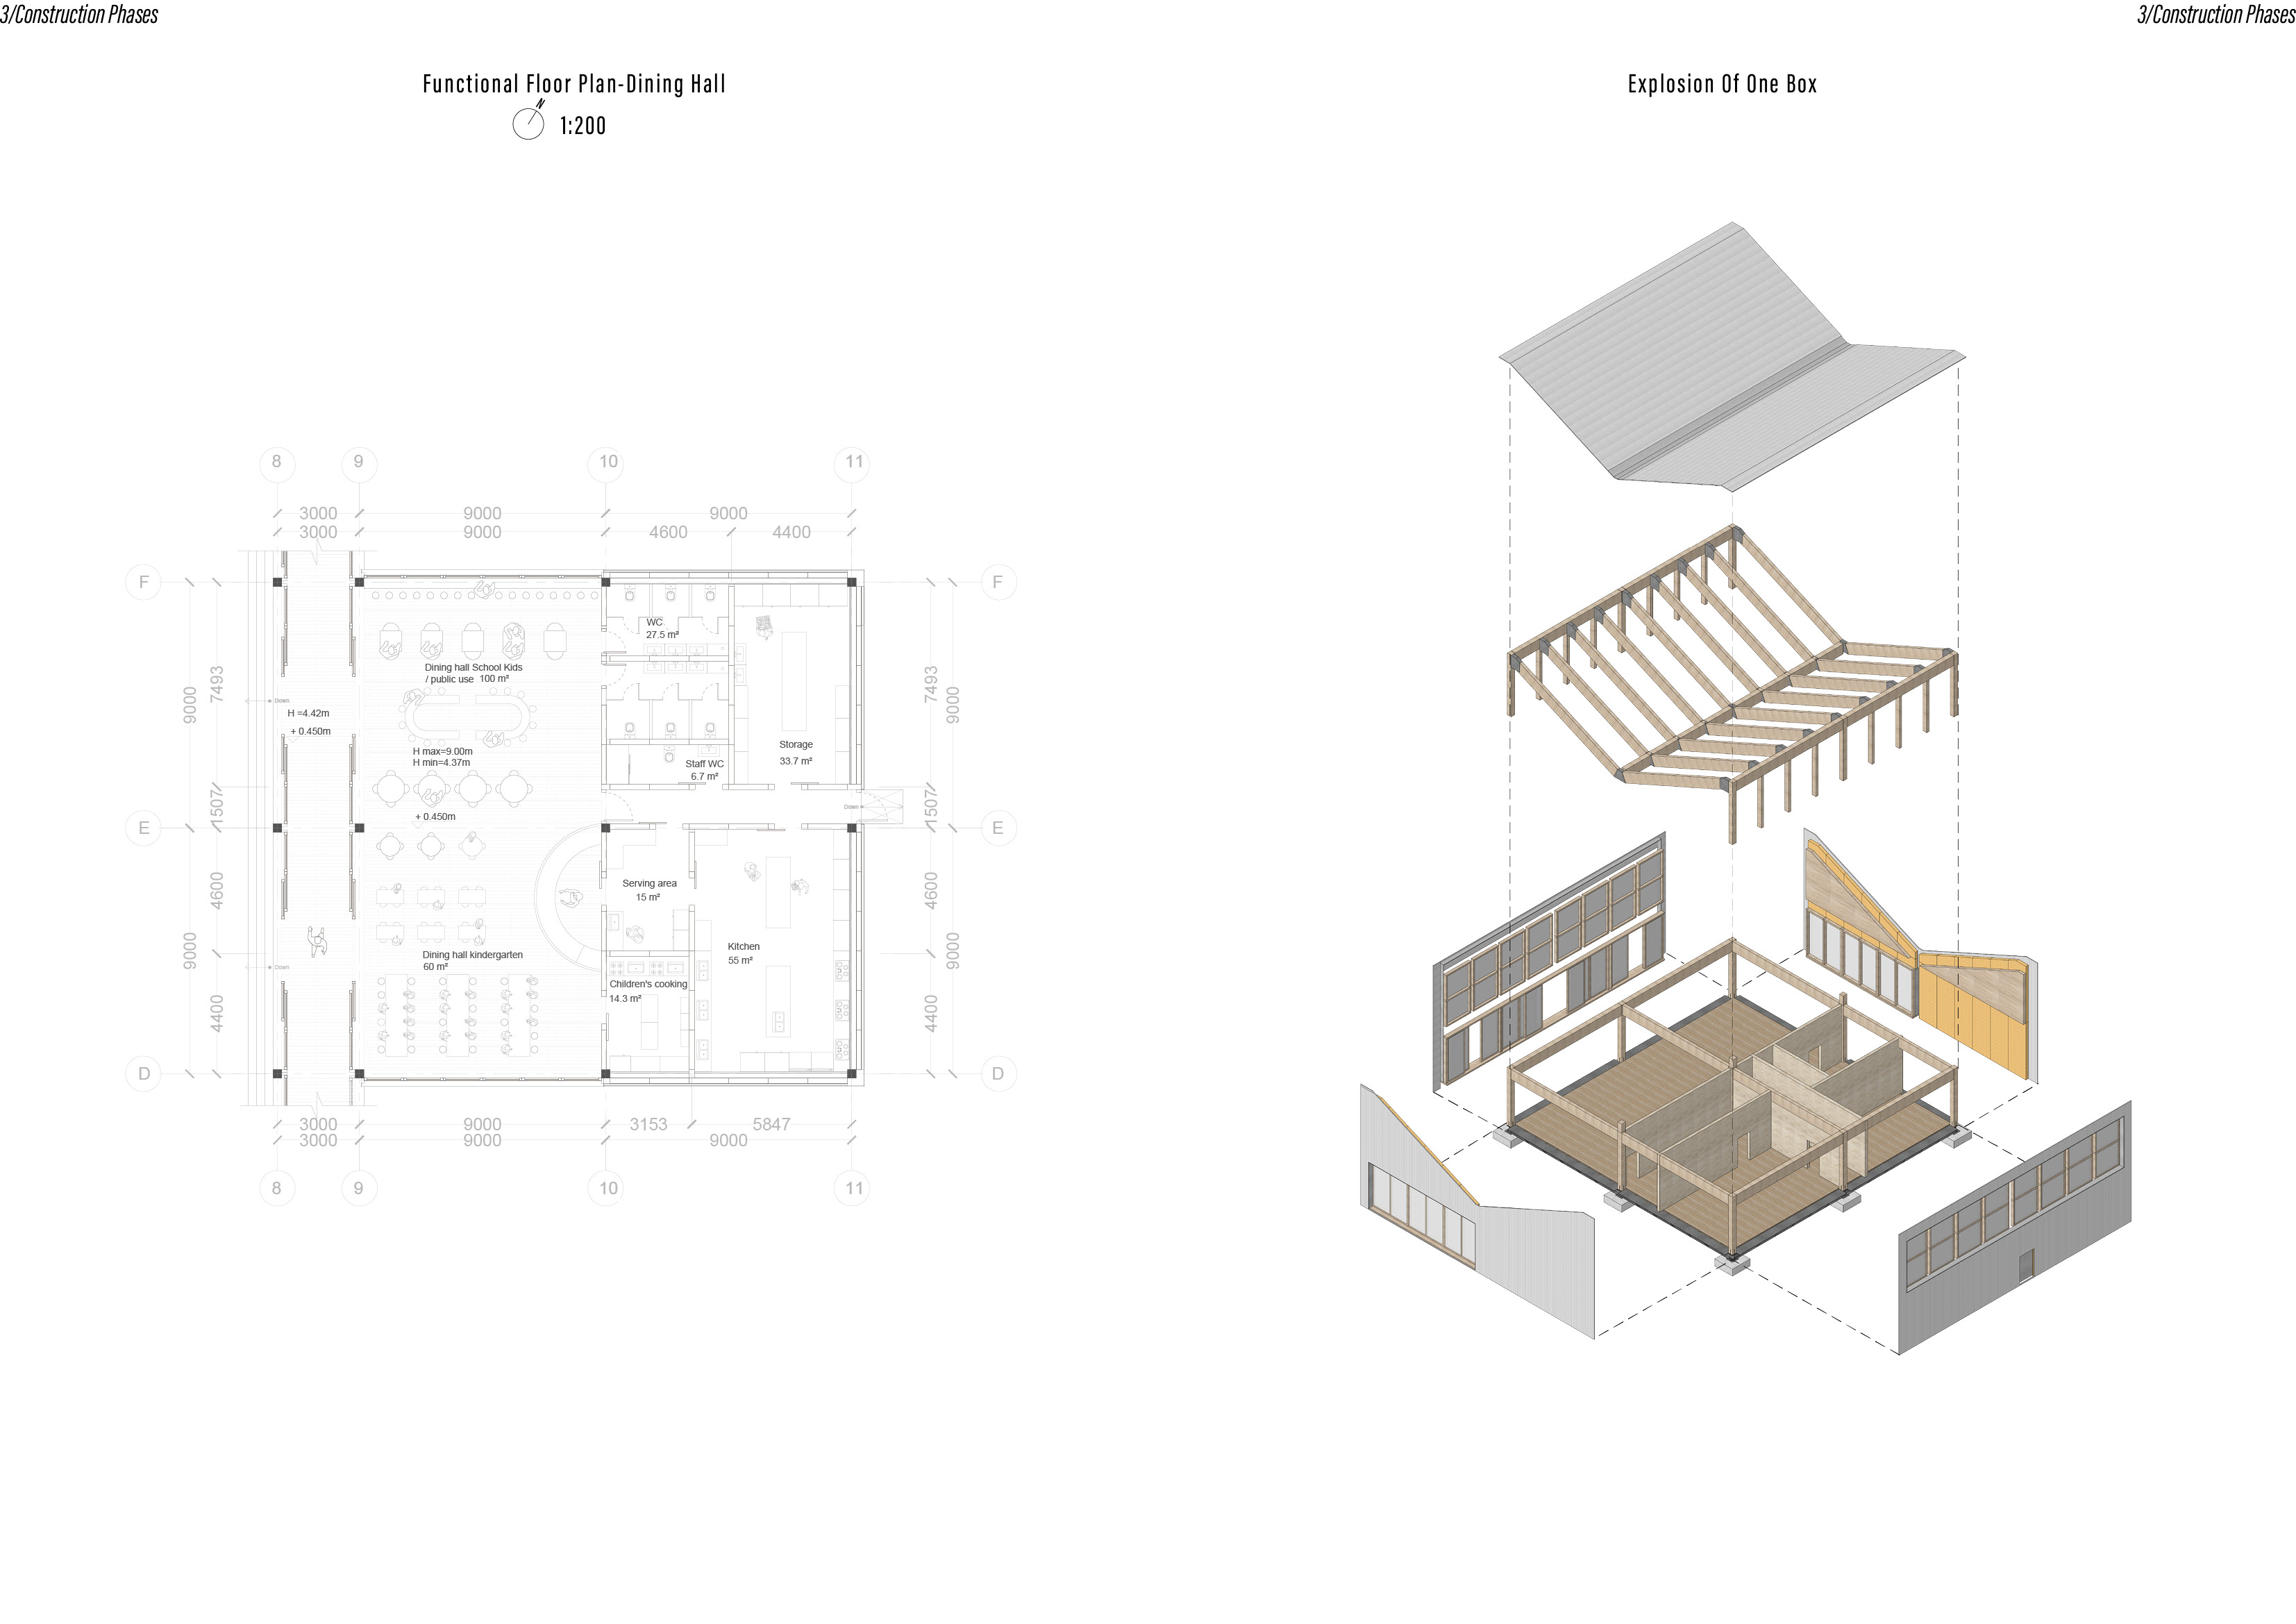 3/Construction Phases
3/Construction Phases
Functional Floor Plan-Dining Hall
N
1:200
Explosion Of One Box
8
9
10
11
3000
9000
9000
3000
9000
4600
4400
F
F
9000
7493
7493
9000
WC
27.5 m²
Dining hall School Kids
/ public use 100 m²
Down
H =4.42m
+ 0.450m
H max=9.00m
H min=4.37m
Storage
33.7 m²
Staff WC
6.7 m²
1507
Down
1507
+ 0.450m
E
E
9000
4600
4600
9000
Serving area
15 m²
Kitchen
55 m²
Dining hall kindergarten
60 m²
Down
Children's cooking
14.3 m²
4400
4400
D
D
3000
9000
3153
5847
3000
9000
9000
8
9
10
11